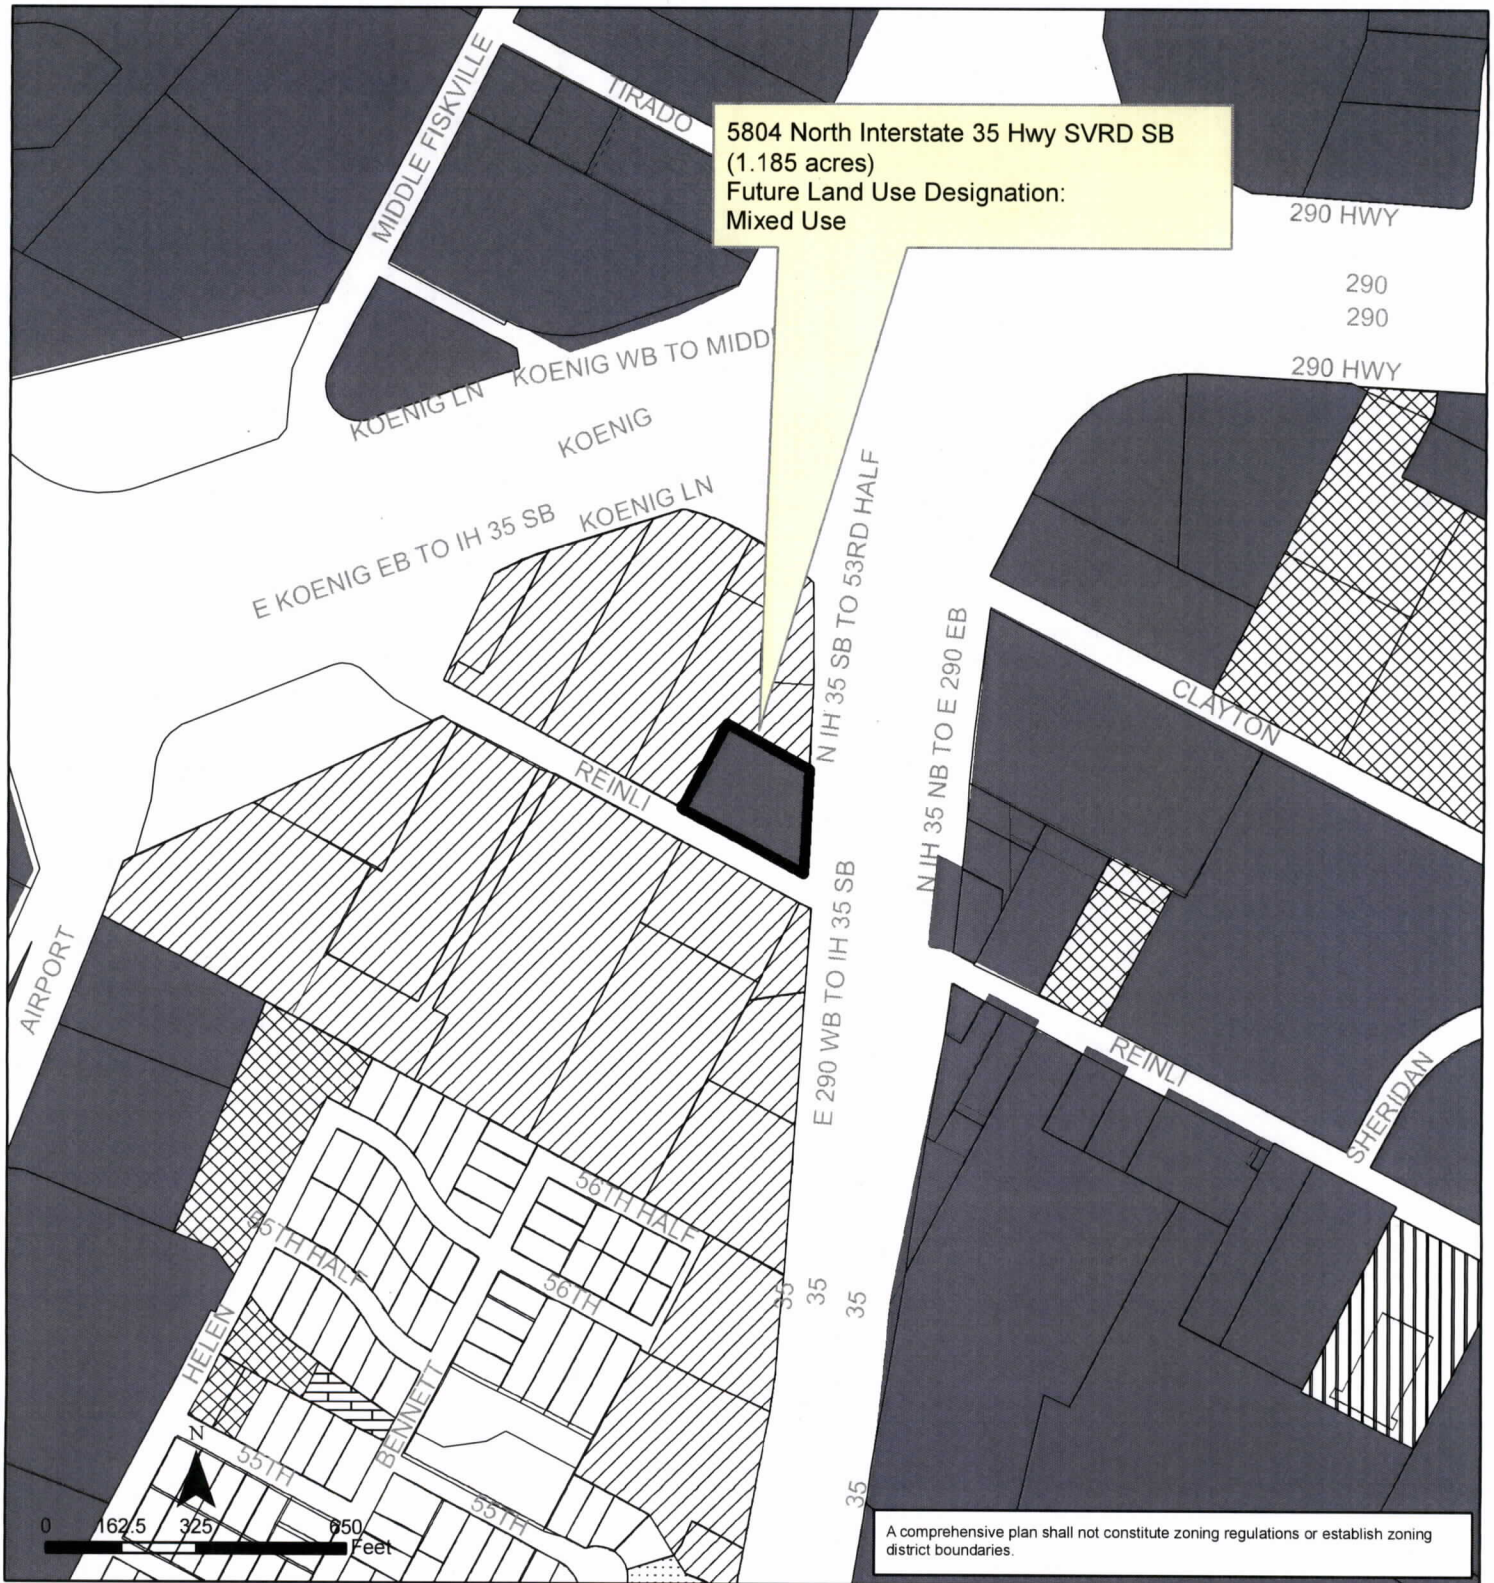 MIDDLE FISKVILLE
TIRADO
5804 North Interstate 35 Hwy SVRD SB
(1.185 acres)
Future Land Use Designation:
Mixed Use
290 HWY
290
290
290 HWY
KOENIG WB TO MIDD
KOENIG LN
KOENIG
KOENIG LN
E KOENIG EB TO IH 35 SB
N IH 35 SB TO 53RD HALF
N IH 35 NB TO E 290 EB
CLAYTON
REINLI
E 290 WB TO IH 35 SB
AIRPORT
REINLI
SHERIDAN
56TH HALF
55TH HALF
56TH
35
35
35
HELEN
BENNETT
N
55TH
55TH
35
0 162.5 325 650
Feet
A comprehensive plan shall not constitute zoning regulations or establish zoning
district boundaries.